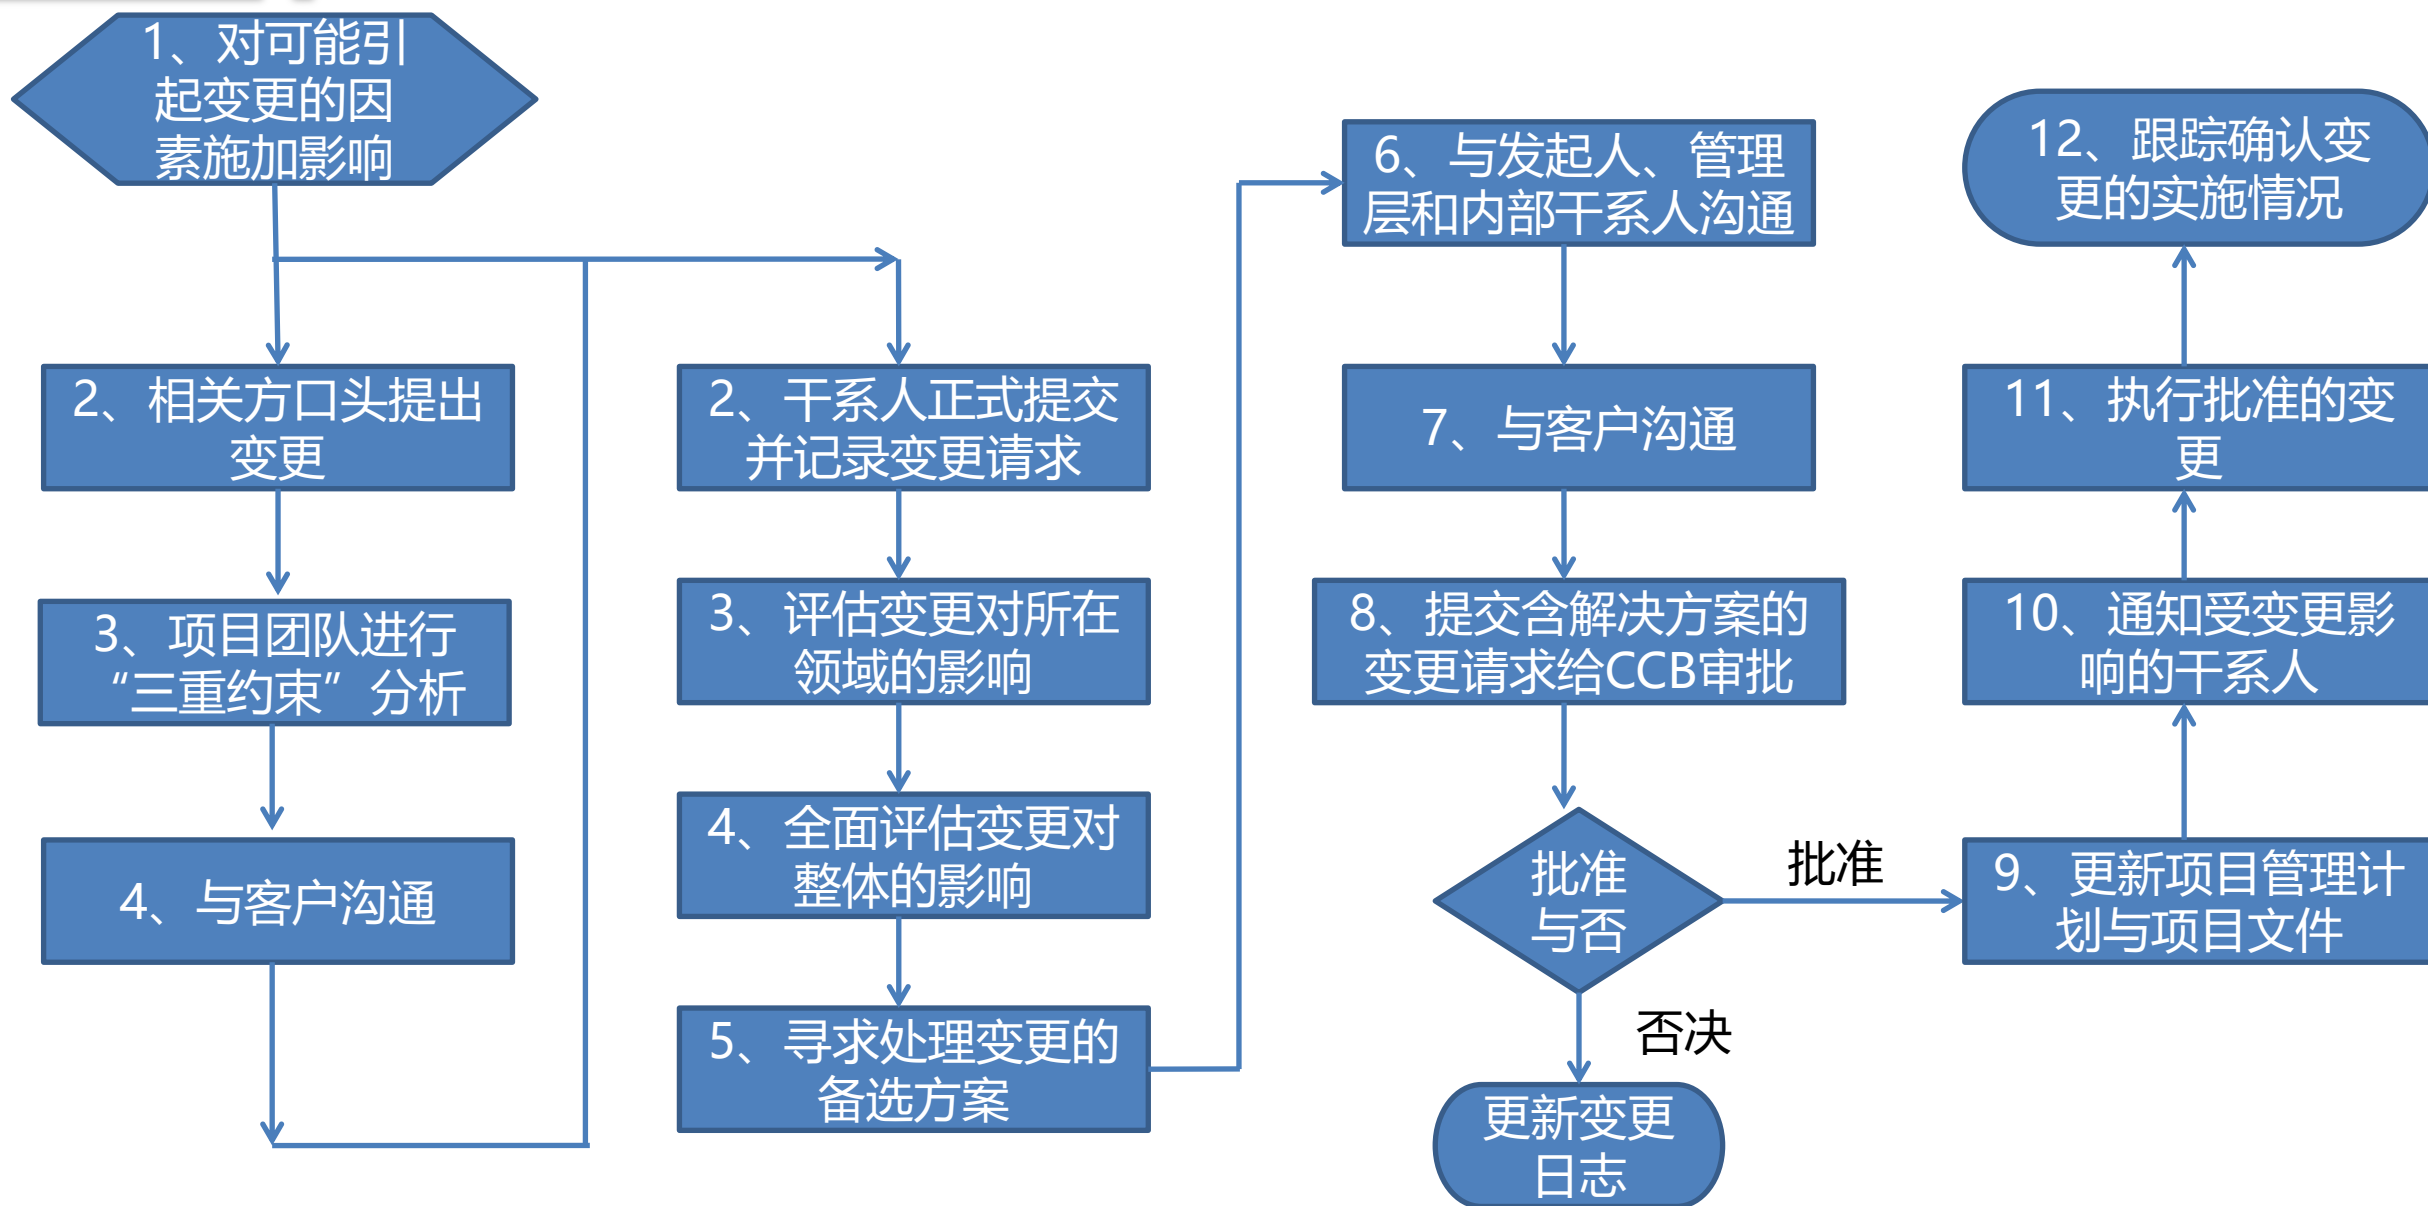 1、对可能引
起变更的因
素施加影响
2、相关方口头提出
变更
3、项目团队进行
“三重约束”分析
4、与客户沟通
2、干系人正式提交
并记录变更请求
3、评估变更对所在
领域的影响
4、全面评估变更对
整体的影响
5、寻求处理变更的
备选方案
6、与发起人、管理
层和内部干系人沟通
7、与客户沟通
8、提交含解决方案的
变更请求给CCB审批
批准
与否
批准
否决
更新变更
日志
9、更新项目管理计
划与项目文件
10、通知受变更影
响的干系人
11、执行批准的变
更
12、跟踪确认变
更的实施情况